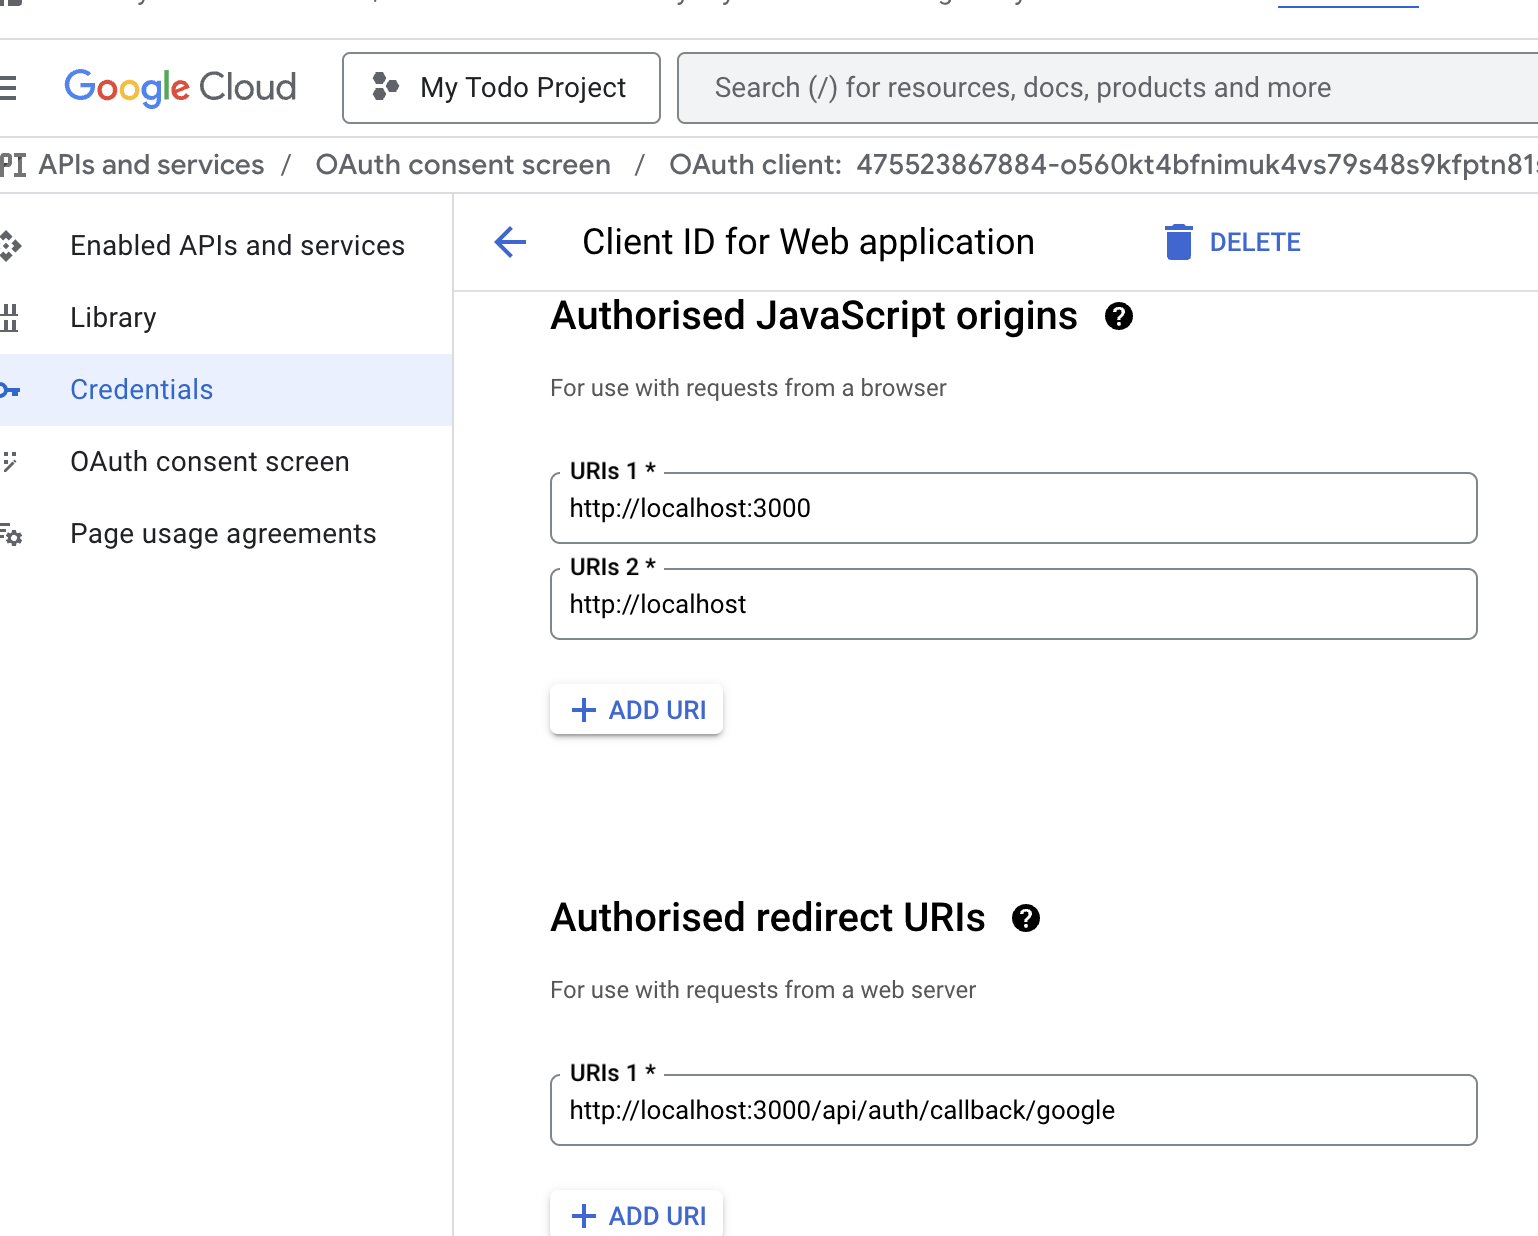 Google Cloud
My Todo Project
Search (/) for resources, docs, products and more
APIs and services / OAuth consent screen / OAuth client:
Enabled APIs and services
Library
Credentials
OAuth consent screen
Page usage agreements
Client ID for Web application
DELETE
Authorised JavaScript origins
For use with requests from a browser
URIs 1 *
http://localhost:3000
URIs 2 *
http://localhost
ADD URI
Authorised redirect URIs
For use with requests from a web server
URIs 1 *
http://localhost:3000/api/auth/callback/google
ADD URI